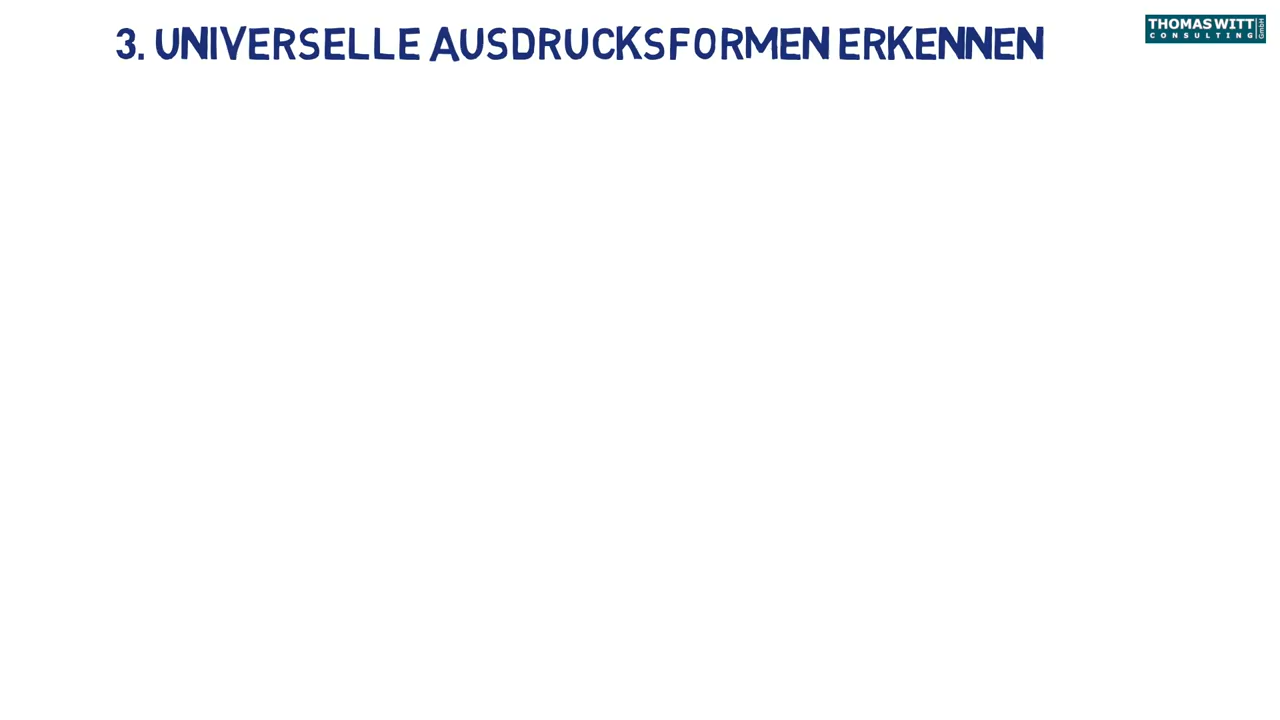 3. UNIVERSELLE AUSDRUCKSFORMEN ERKENNEN
THOMAS WITT
CONSULTING
GmbH